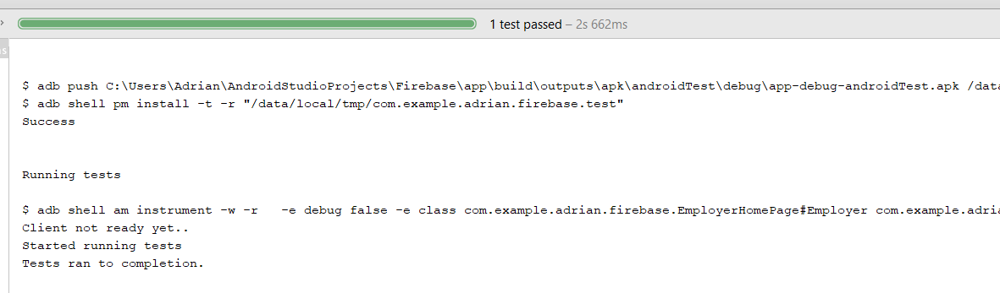 1 test passed – 2s 662ms
$ adb push C:\Users\Adrian\AndroidStudioProjects\Firebase\app\build\outputs\apk\androidTest\debug\app-debug-androidTest.apk /data
$ adb shell pm install -t -r "/data/local/tmp/com.example.adrian.firebase.test"
Success
Running tests
$ adb shell am instrument -w -r   -e debug false -e class com.example.adrian.firebase.EmployerHomePage#Employer com.example.adria
Client not ready yet..
Started running tests
Tests ran to completion.